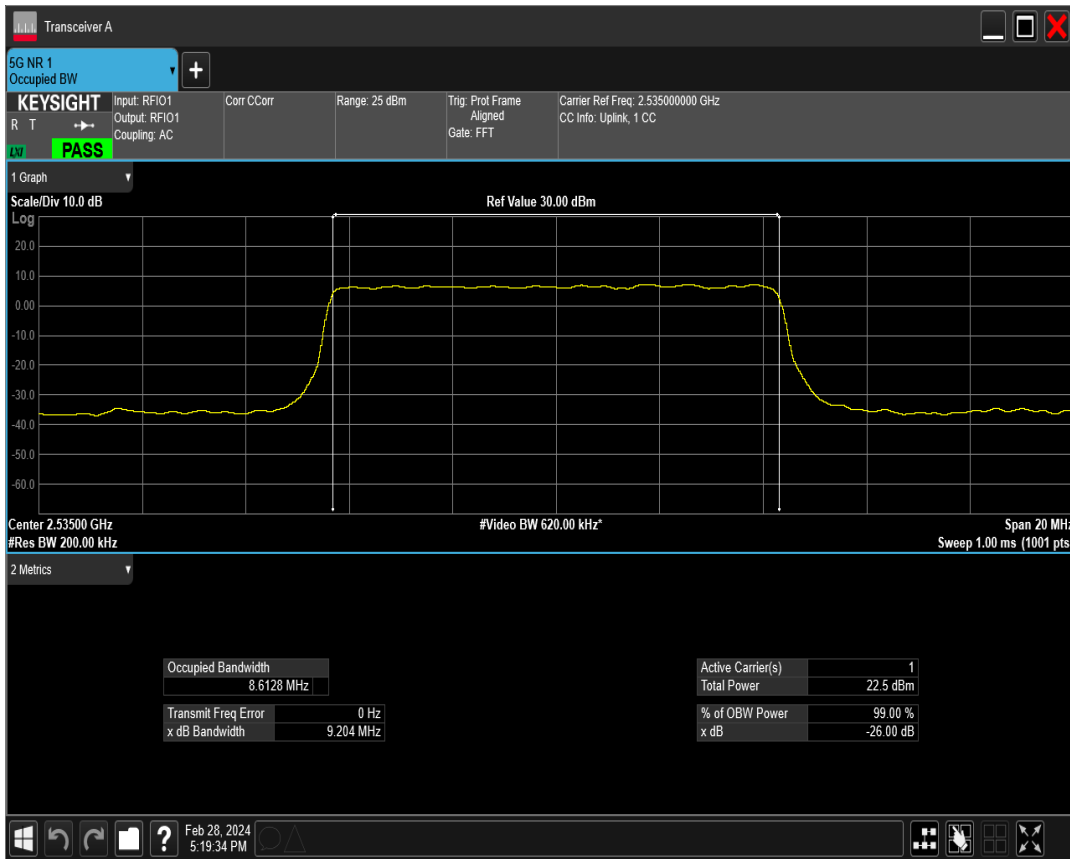 Transceiver A
5G NR 1
Occupied BW
KEYSIGHT
R T
LXI
PASS
Input: RFIO1
Output: RFIO1
Coupling: AC
Corr CCorr
Range: 25 dBm
Trig: Prot Frame
Aligned
Gate: FFT
Carrier Ref Freq: 2.535000000 GHz
CC Info: Uplink, 1 CC
1 Graph
Scale/Div 10.0 dB
Ref Value 30.00 dBm
Log
20.0
10.0
0.00
-10.0
-20.0
-30.0
-40.0
-50.0
-60.0
Center 2.53500 GHz
#Video BW 620.00 kHz*
Span 20 MHz
#Res BW 200.00 kHz
Sweep 1.00 ms (1001 pts
2 Metrics
Occupied Bandwidth
8.6128 MHz
Transmit Freq Error 0 Hz
x dB Bandwidth 9.204 MHz
Active Carrier(s) 1
Total Power 22.5 dBm
% of OBW Power 99.00 %
x dB -26.00 dB
?
Feb 28, 2024
5:19:34 PM